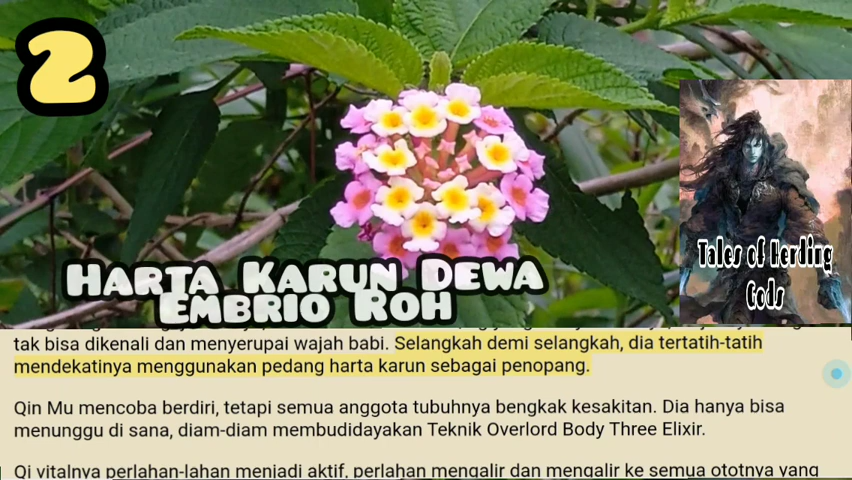 2
Harta Karun Dewa
Embrio Roh
Tales of Herding
Gods
tak bisa dikenali dan menyerupai wajah babi. Selangkah demi selangkah, dia tertatih-tatih
mendekatinya menggunakan pedang harta karun sebagai penopang.
Qin Mu mencoba berdiri, tetapi semua anggota tubuhnya bengkak kesakitan. Dia hanya bisa
menunggu di sana, diam-diam membudidayakan Teknik Overlord Body Three Elixir.
Qi vitalnya perlahan-lahan menjadi aktif, perlahan mengalir dan mengalir ke semua ototnya yang